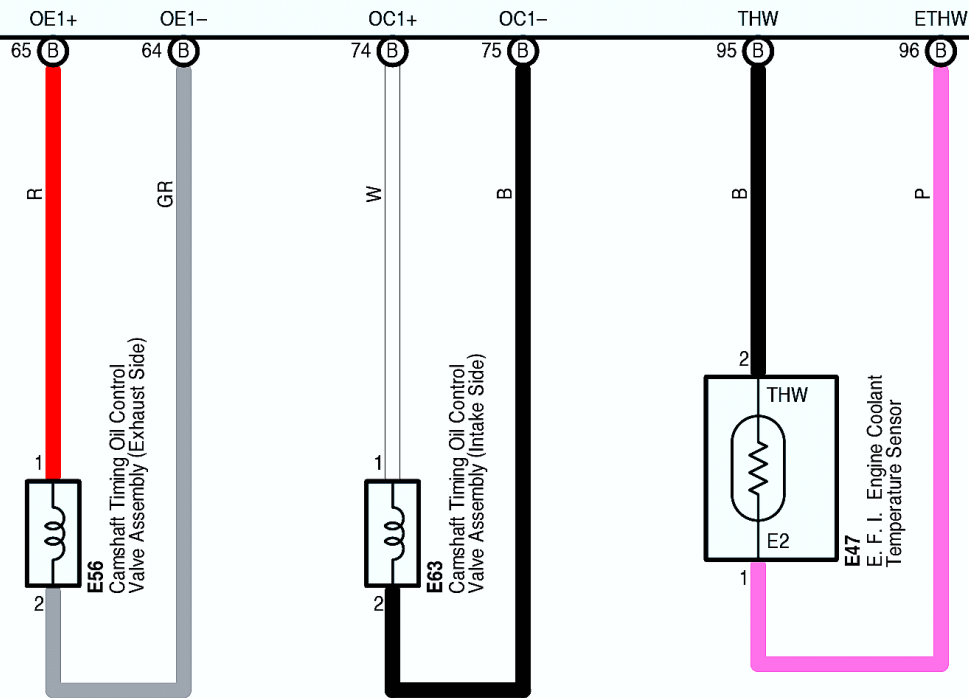 OE1+ OE1– OC1+ OC1– THW ETHW
65 B 64 B 74 B 75 B 95 B 96 B
R GR W B B P
2
THW
1 1
E2
1
2 2
E56
Camshaft Timing Oil Control
Valve Assembly (Exhaust Side)
E63
Camshaft Timing Oil Control
Valve Assembly (Intake Side)
E47
E. F. I. Engine Coolant
Temperature Sensor